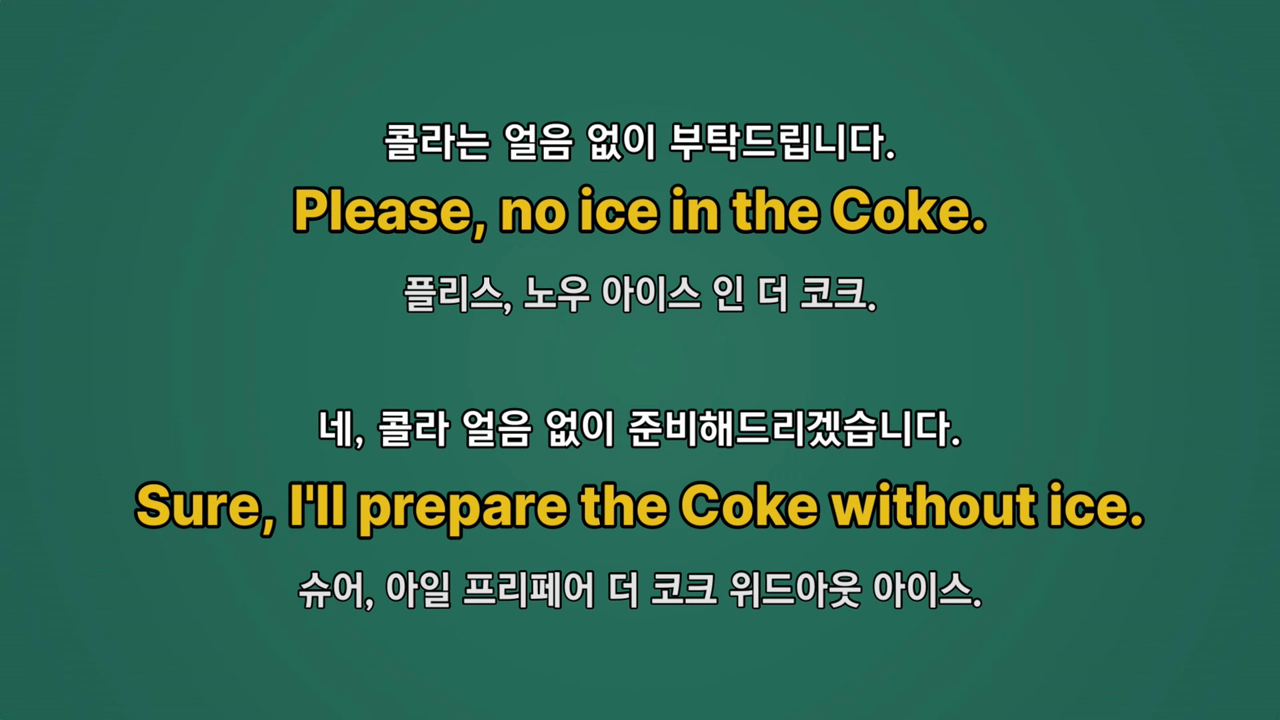 콜라는 얼음 없이 부탁드립니다.
Please, no ice in the Coke.
플리스, 노우 아이스 인 더 코크.
네, 콜라 얼음 없이 준비해드리겠습니다.
Sure, I'll prepare the Coke without ice.
슈어, 아일 프리페어 더 코크 위드아웃 아이스.